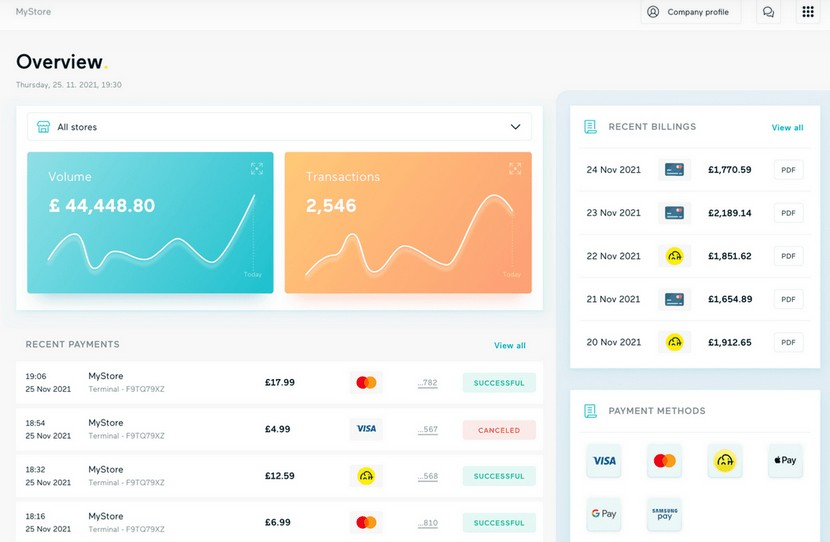 MyStore
Company profile
Overview.
Thursday, 25. 11. 2021, 19:30
All stores
Volume
£ 44,448.80
Today
Transactions
2,546
Today
RECENT PAYMENTS
View all
19:06
25 Nov 2021
MyStore
Terminal - F9TQ79XZ
£17.99
...782
SUCCESSFUL
18:54
25 Nov 2021
MyStore
Terminal - F9TQ79XZ
£4.99
VISA
...567
CANCELED
18:32
25 Nov 2021
MyStore
Terminal - F9TQ79XZ
£12.59
...568
SUCCESSFUL
18:16
25 Nov 2021
MyStore
Terminal - F9TQ79XZ
£6.99
...810
SUCCESSFUL
RECENT BILLINGS
View all
24 Nov 2021 £1,770.59 PDF
23 Nov 2021 £2,189.14 PDF
22 Nov 2021 £1,851.62 PDF
21 Nov 2021 £1,654.89 PDF
20 Nov 2021 £1,912.65 PDF
PAYMENT METHODS
VISA
Pay
G Pay
SAMSUNG
pay